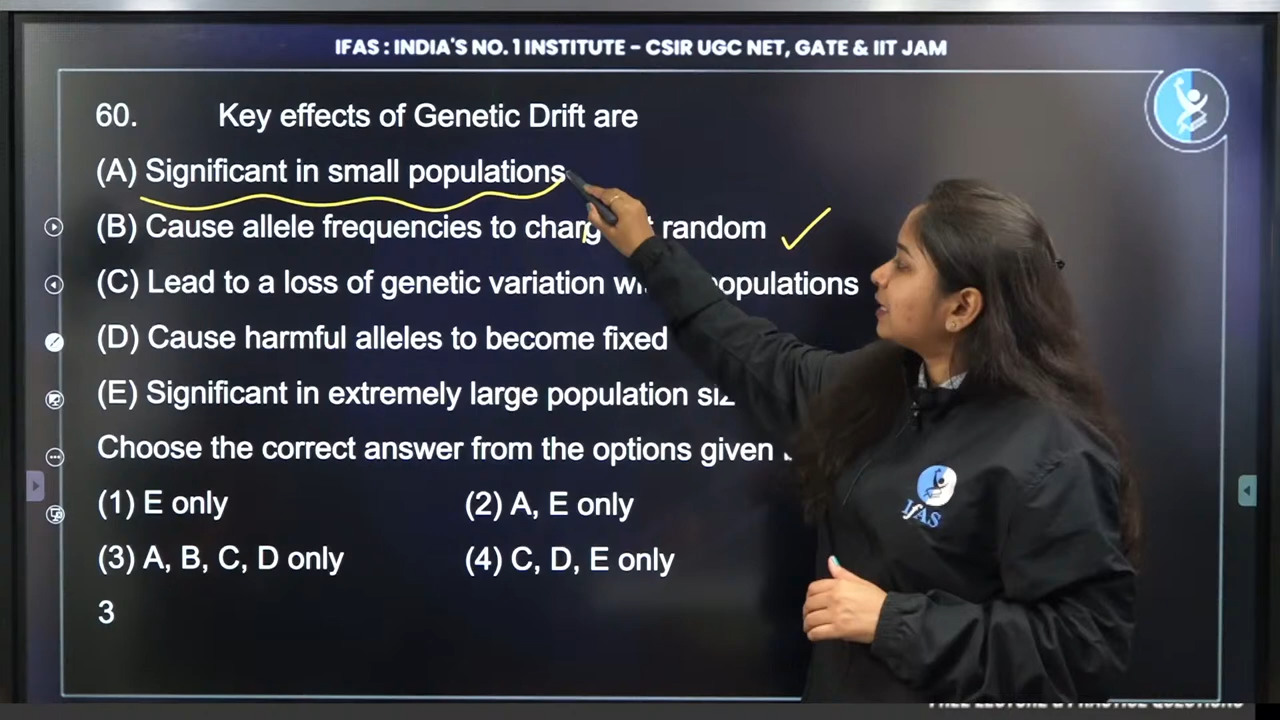 IFAS : INDIA'S NO. 1 INSTITUTE - CSIR UGC NET, GATE & IIT JAM
60. Key effects of Genetic Drift are
(A) Significant in small populations
(B) Cause allele frequencies to random
(C) Lead to a loss of genetic variation populations
(D) Cause harmful alleles to become fixed
(E) Significant in extremely large population
Choose the correct answer from the options given
(1) E only (2) A, E only
(3) A, B, C, D only (4) C, D, E only
3
IfAS